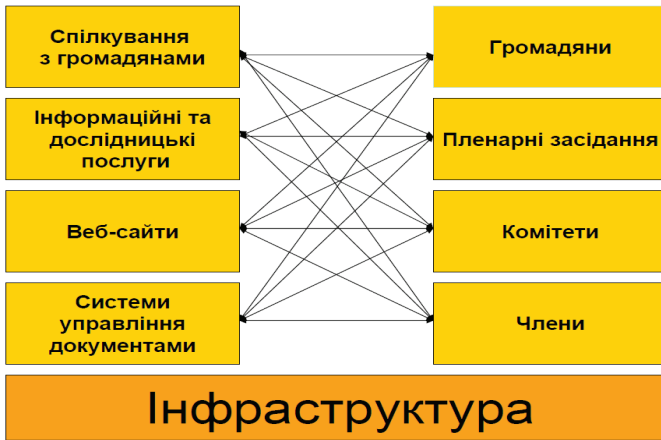 Спілкування
з громадянами
Інформаційні та
дослідницькі
послуги
Веб-сайти
Системи
управління
документами
Громадяни
Пленарні засідання
Комітети
Члени
Інфраструктура